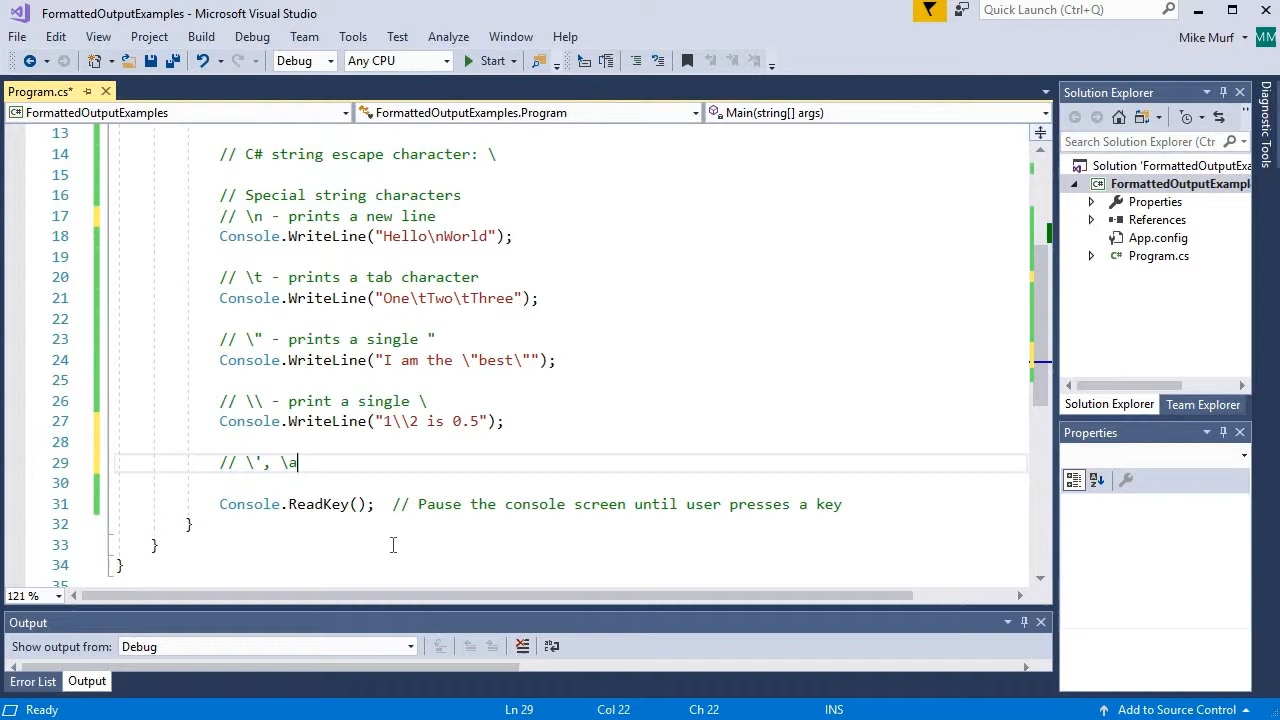 FormattedOutputExamples - Microsoft Visual Studio
Quick Launch (Ctrl+Q)
File Edit View Project Build Debug Team Tools Test Analyze Window Help
Mike Murf MM
Debug Any CPU Start
Program.cs*
FormattedOutputExamples FormattedOutputExamples.Program Main(string[] args)
13
14 // C# string escape character: \
15
16 // Special string characters
17 // \n - prints a new line
18 Console.WriteLine("Hello\nWorld");
19
20 // \t - prints a tab character
21 Console.WriteLine("One\tTwo\tThree");
22
23 // \" - prints a single "
24 Console.WriteLine("I am the \"best\"");
25
26 // \\ - print a single \
27 Console.WriteLine("1\\2 is 0.5");
28
29 // \', \a
30
31 Console.ReadKey();  // Pause the console screen until user presses a key
32 }
33 }
34 }
35
121 %
Output
Show output from: Debug
Error List Output
Solution Explorer
Search Solution Explorer (Ctrl
Solution 'FormattedOutputExa
C# FormattedOutputExampl
Properties
References
App.config
C# Program.cs
Solution Explorer Team Explorer
Properties
Diagnostic Tools
Ready Ln 29 Col 22 Ch 22 INS Add to Source Control